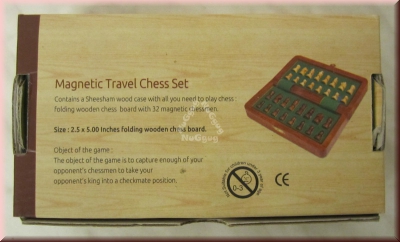 Magnetic Travel Chess Set
Contains a Sheesham wood case with all you need to play chess
folding wooden chess board with 32 magnetic chessmen.
Size : 2.5 x 5.00 Inches folding wooden chess board.
Object of the game :
The object of the game is to capture enough of your
opponent's chessmen to take your
opponent's king into a checkmate position.
0-3
CE